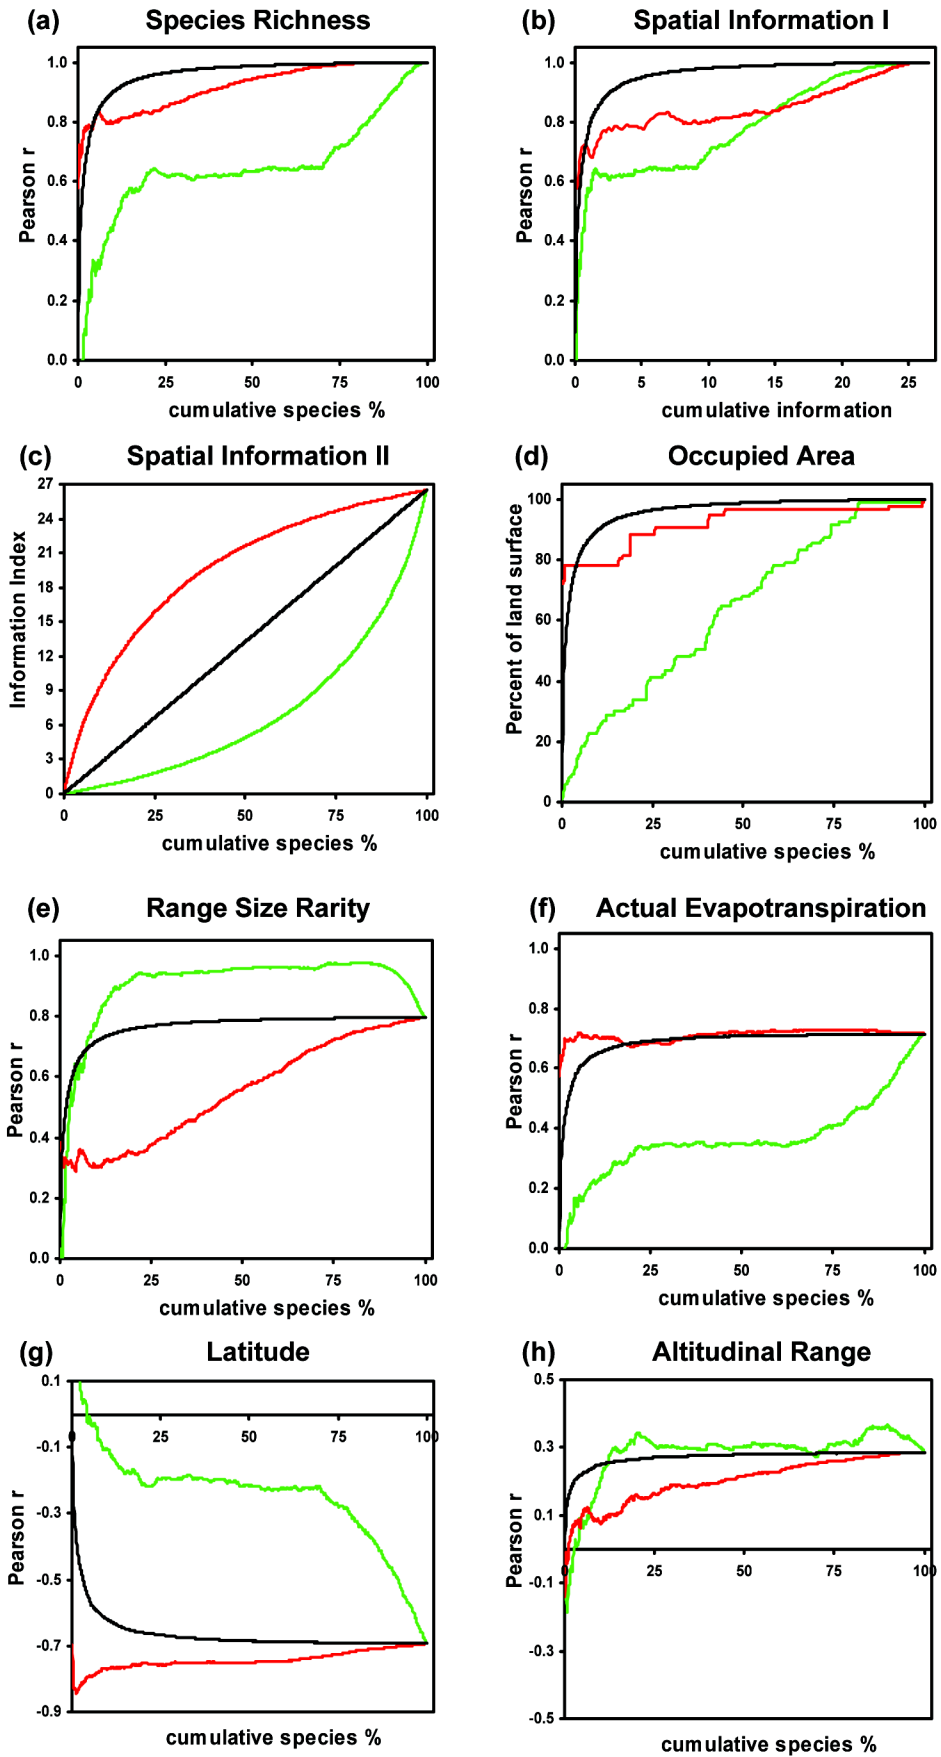 (a) Species Richness
1.0
0.8
0.6
0.4
0.2
0.0
Pearson r
0 25 50 75 100
cumulative species %
(b) Spatial Information I
1.0
0.8
0.6
0.4
0.2
0.0
Pearson r
0 5 10 15 20 25
cumulative information
(c) Spatial Information II
27
24
21
18
15
12
9
6
3
0
Information Index
0 25 50 75 100
cumulative species %
(d) Occupied Area
100
80
60
40
20
0
Percent of land surface
0 25 50 75 100
cumulative species %
(e) Range Size Rarity
1.0
0.8
0.6
0.4
0.2
0.0
Pearson r
0 25 50 75 100
cumulative species %
(f) Actual Evapotranspiration
1.0
0.8
0.6
0.4
0.2
0.0
Pearson r
0 25 50 75 100
cumulative species %
(g) Latitude
0.1
-0.1
-0.3
-0.5
-0.7
-0.9
Pearson r
0 25 50 75 100
cumulative species %
(h) Altitudinal Range
0.5
0.3
0.1
-0.1
-0.3
-0.5
Pearson r
0 25 50 75 100
cumulative species %